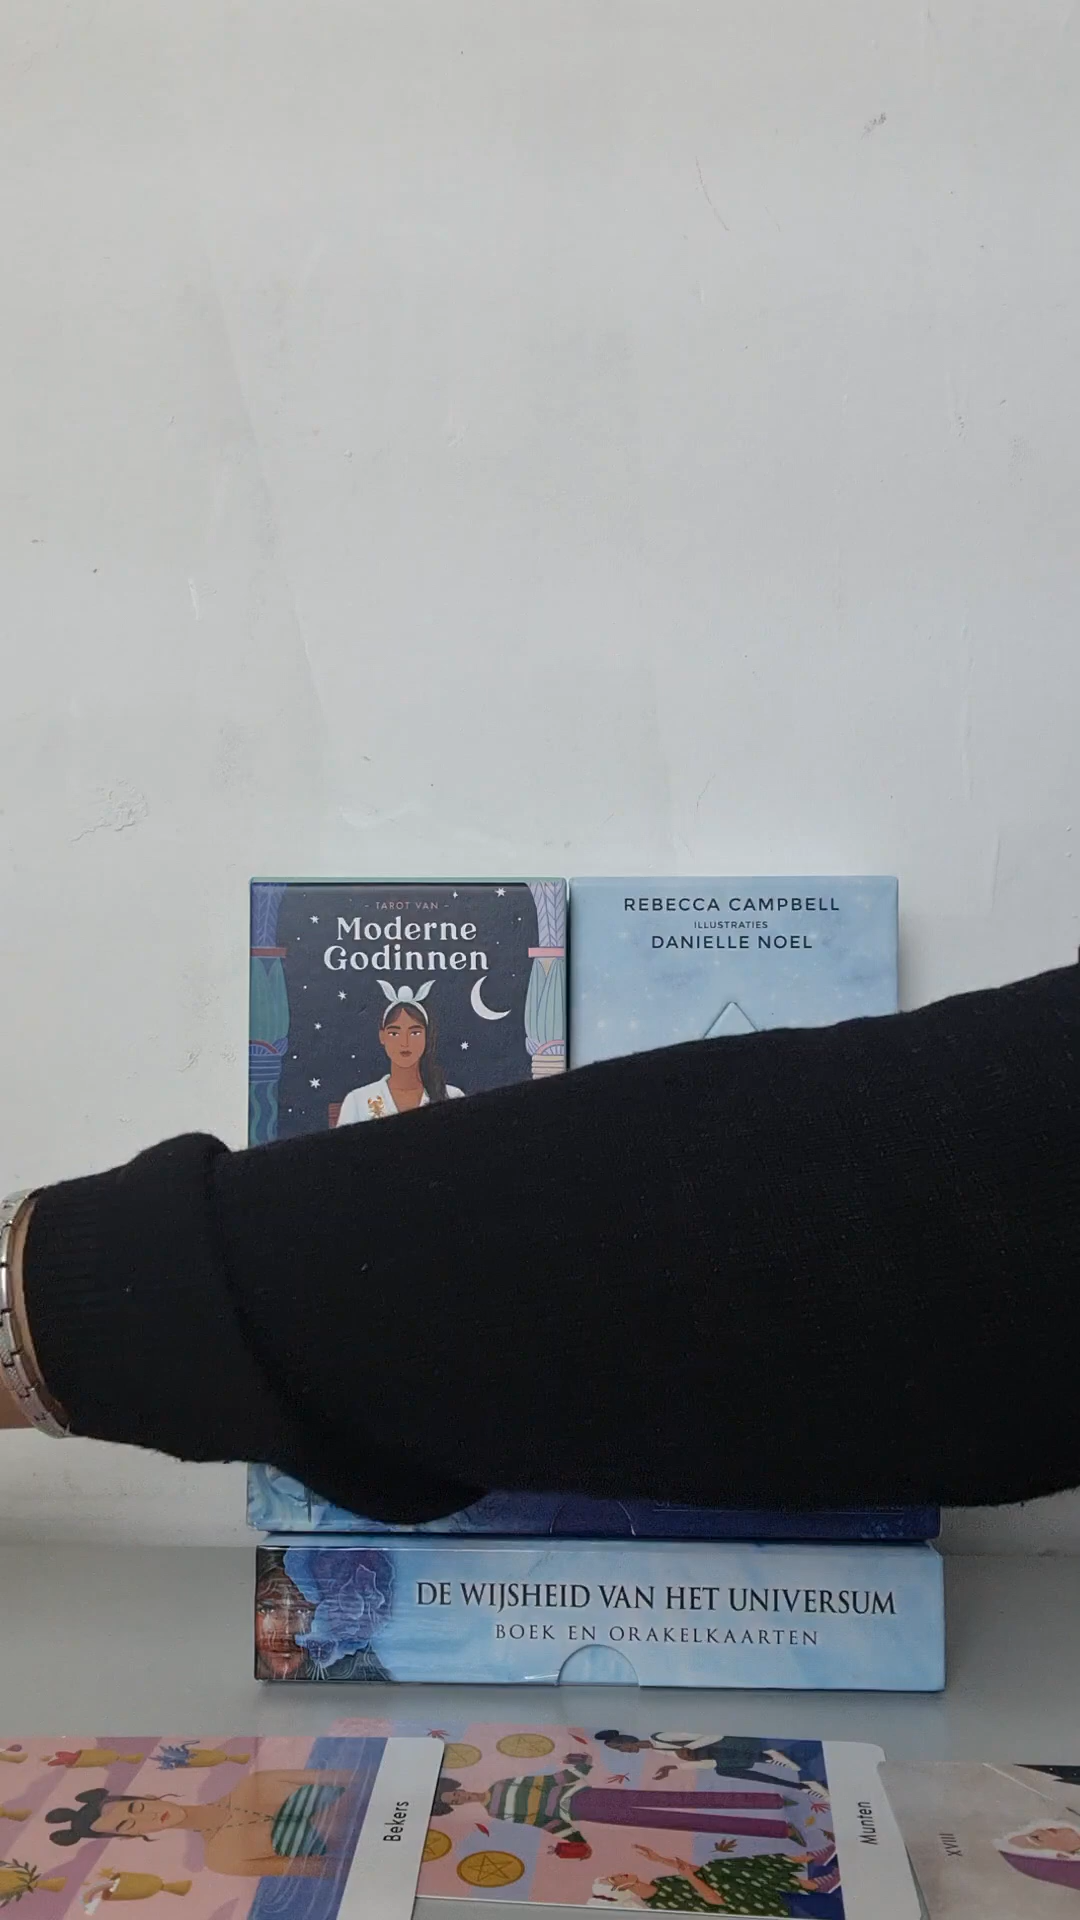 - TAROT VAN -
Moderne
Godinnen
REBECCA CAMPBELL
ILLUSTRATIES
DANIELLE NOEL
DE WIJSHEID VAN HET UNIVERSUM
BOEK EN ORAKELKAARTEN
Bekers
Munten
XVIII